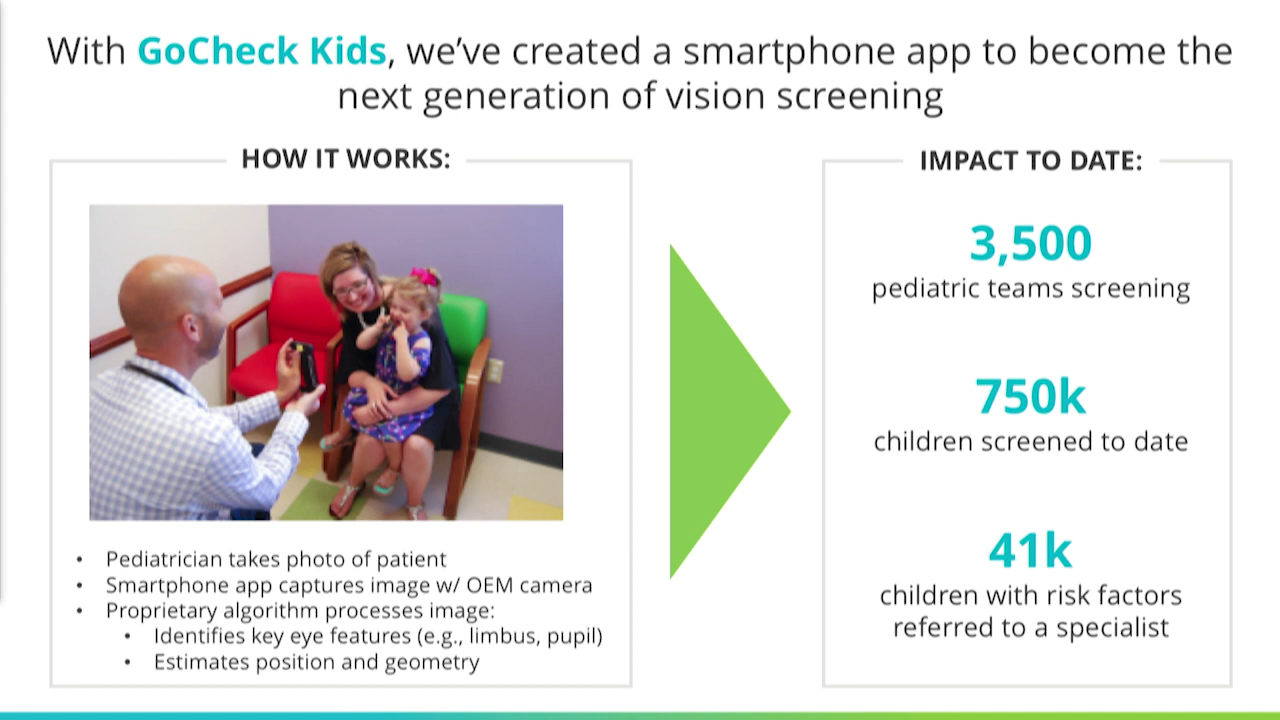 With GoCheck Kids, we've created a smartphone app to become the
next generation of vision screening
HOW IT WORKS:
• Pediatrician takes photo of patient
• Smartphone app captures image w/ OEM camera
• Proprietary algorithm processes image:
• Identifies key eye features (e.g., limbus, pupil)
• Estimates position and geometry
IMPACT TO DATE:
3,500
pediatric teams screening
750k
children screened to date
41k
children with risk factors
referred to a specialist